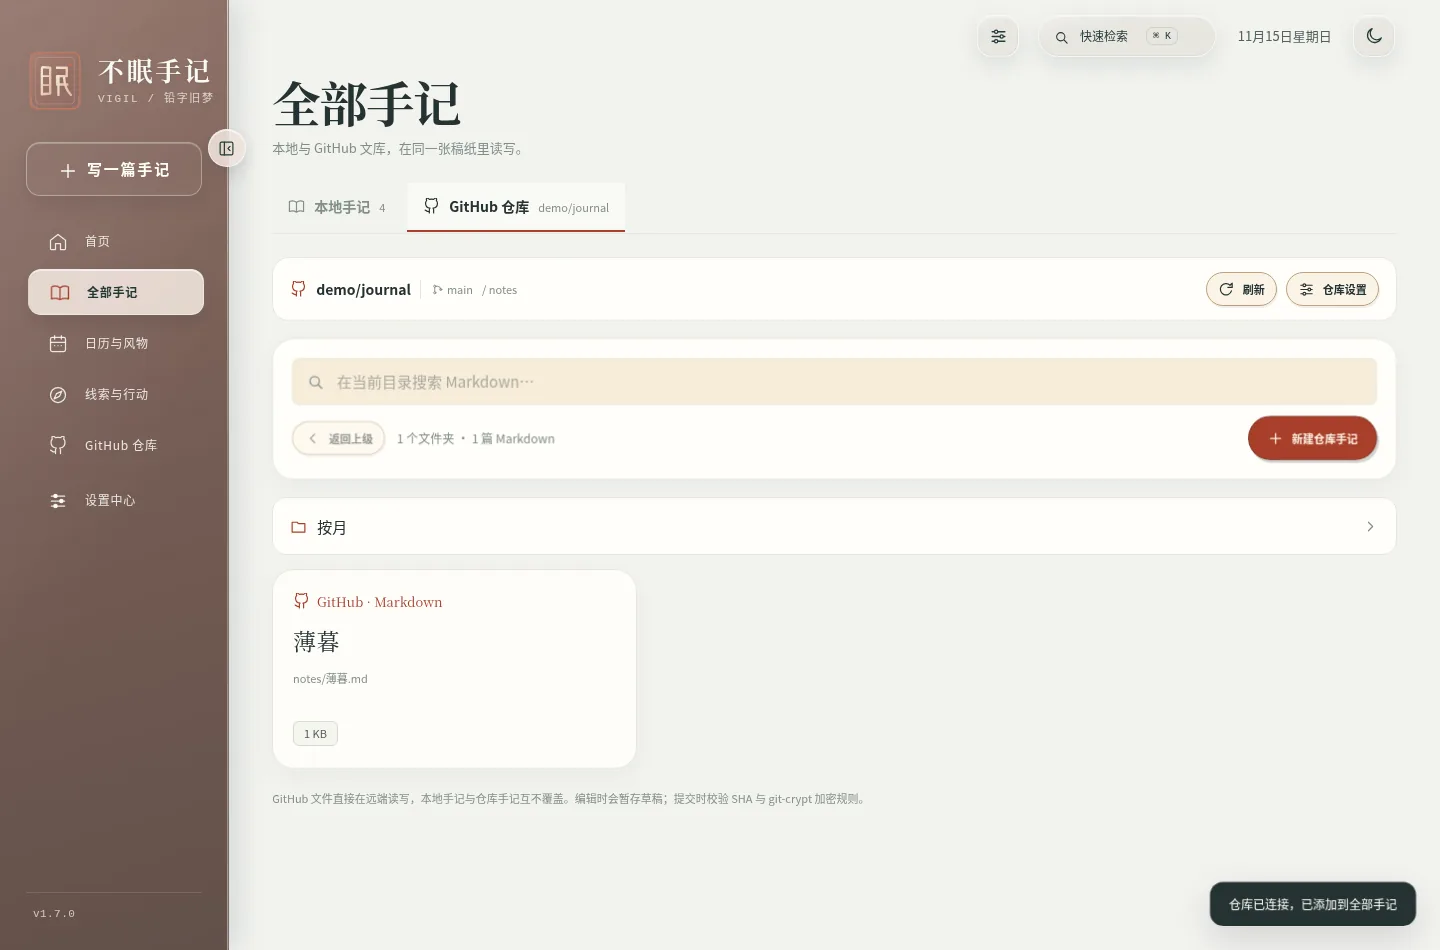 眠
不眠手记
VIGIL / 铅字旧梦
写一篇手记
首页
全部手记
日历与风物
线索与行动
GitHub 仓库
设置中心
v1.7.0
快速检索 ⌘ K
11月15日星期日
全部手记
本地与 GitHub 文库，在同一张稿纸里读写。
本地手记 4
GitHub 仓库 demo/journal
demo/journal
main / notes
刷新
仓库设置
在当前目录搜索 Markdown…
返回上级
1 个文件夹 · 1 篇 Markdown
新建仓库手记
按月
GitHub · Markdown
薄暮
notes/薄暮.md
1 KB
GitHub 文件直接在远端读写，本地手记与仓库手记互不覆盖。编辑时会暂存草稿；提交时校验 SHA 与 git-crypt 加密规则。
仓库已连接，已添加到全部手记